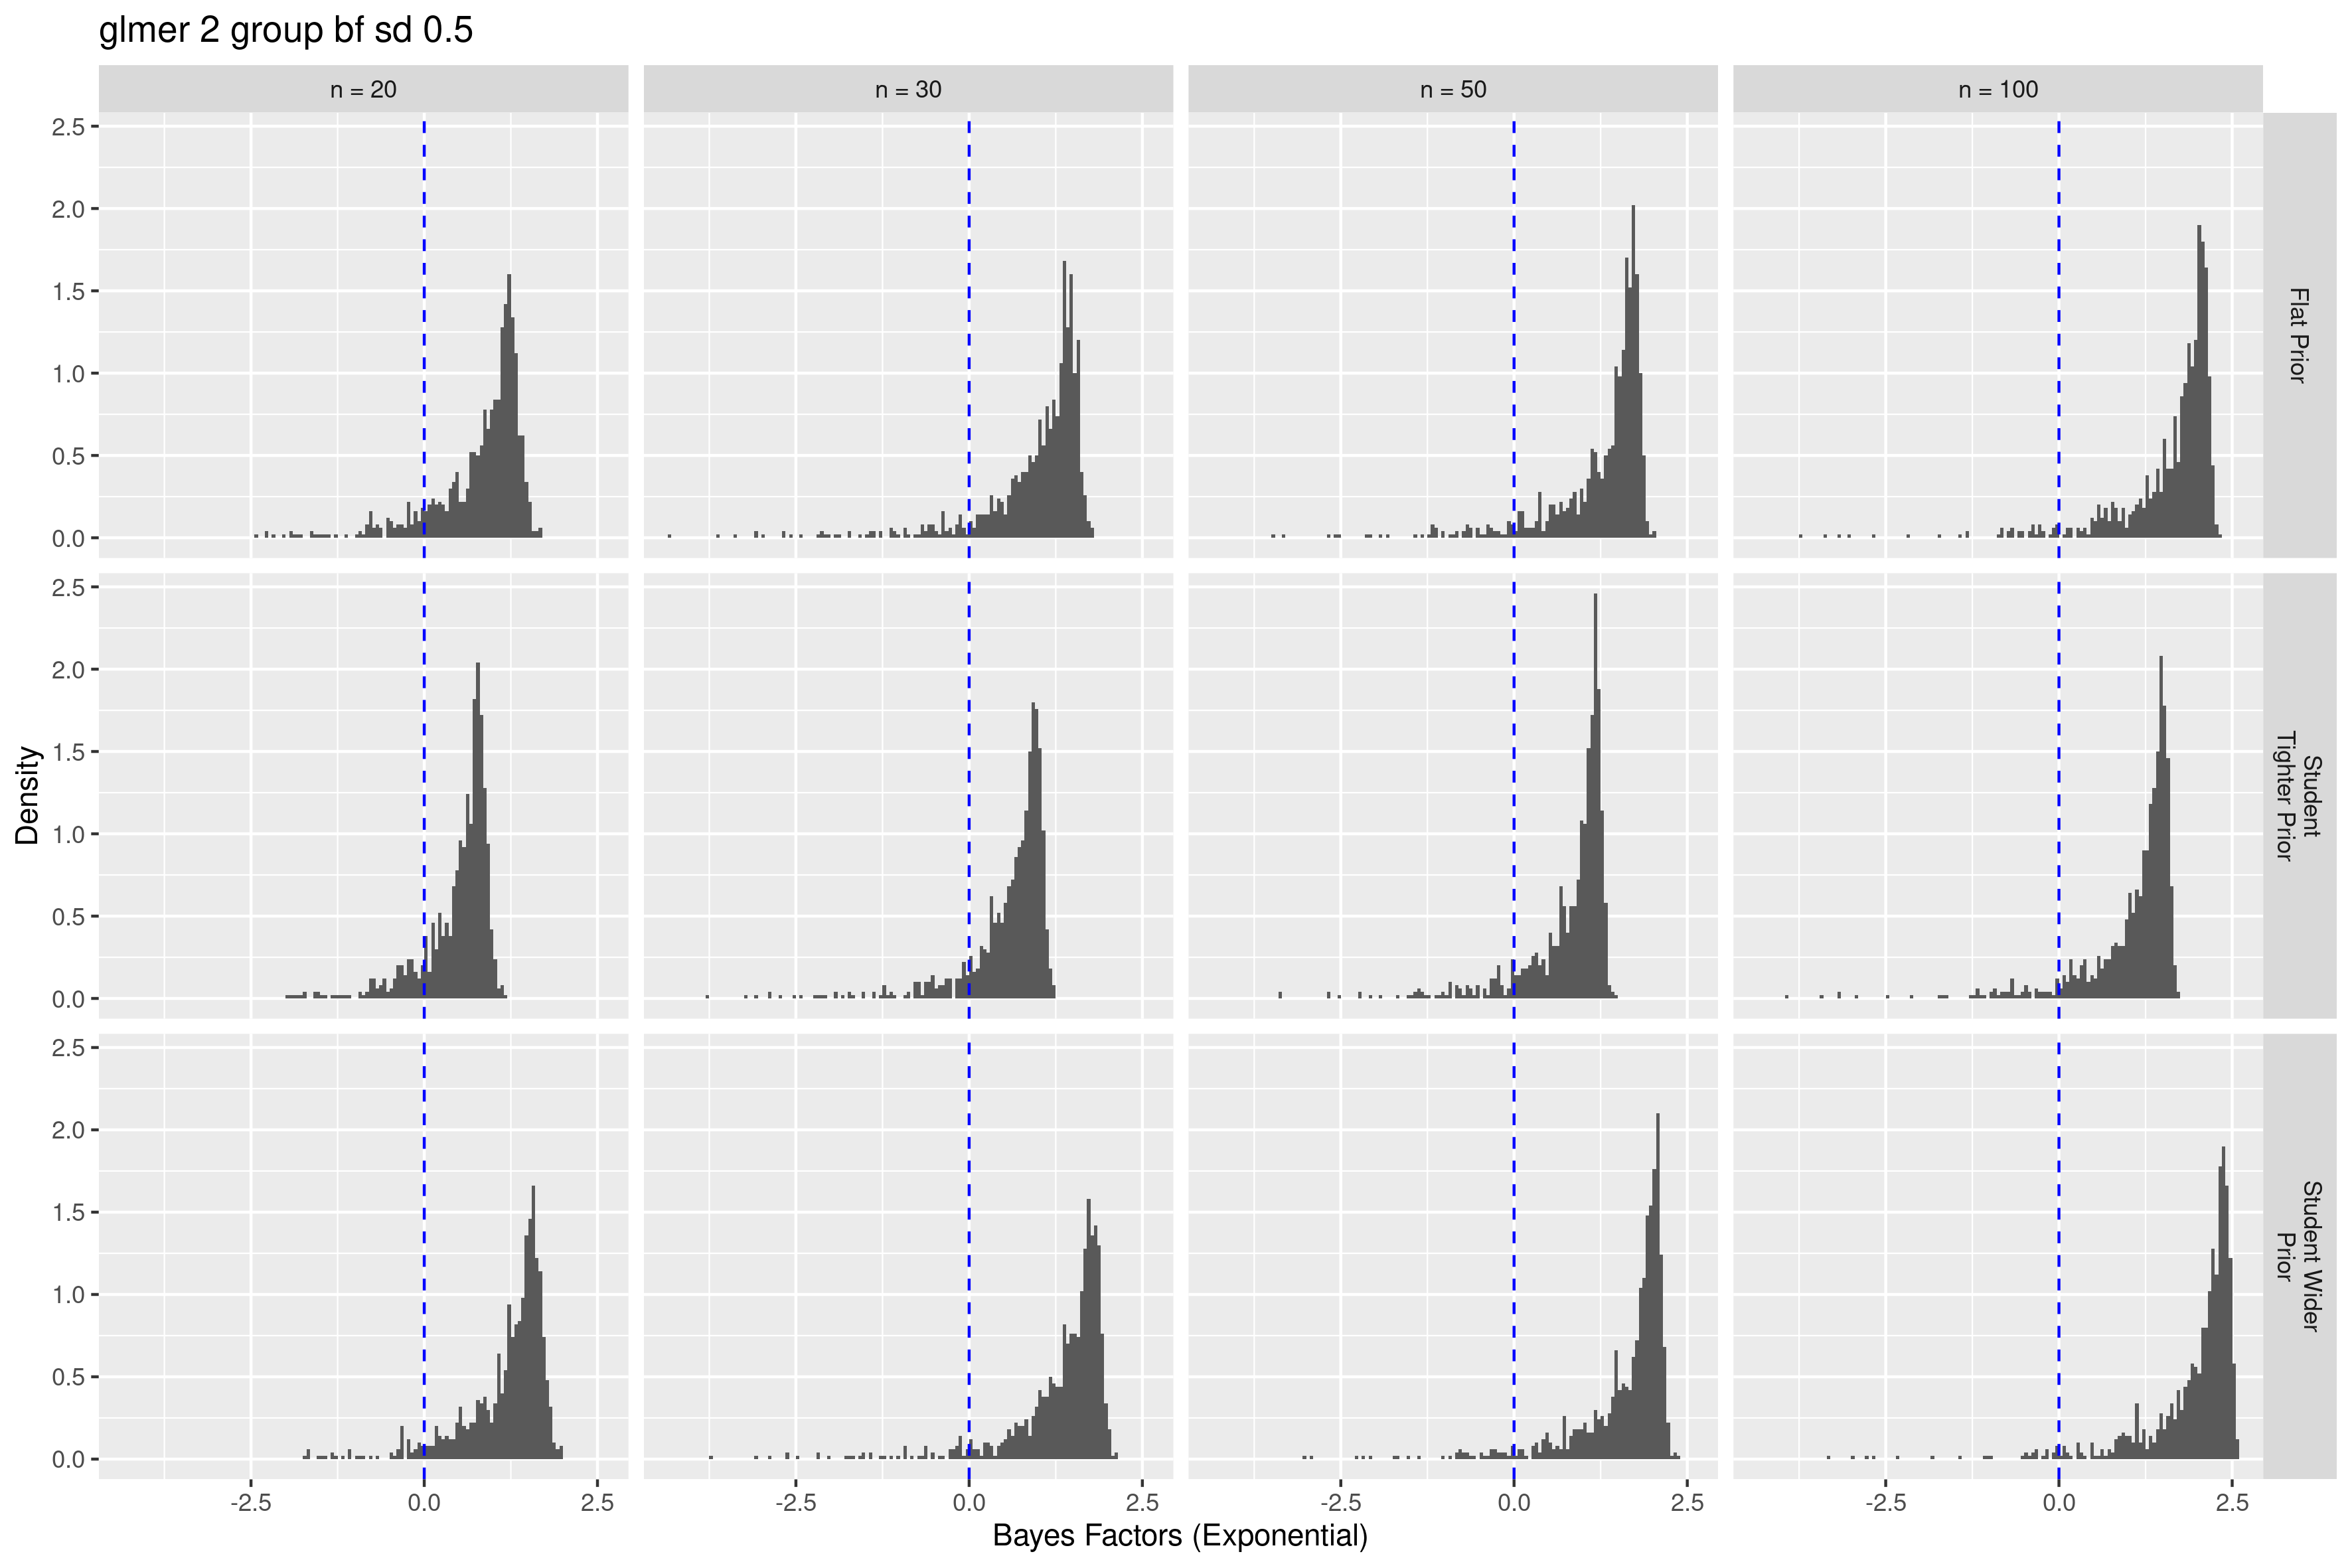 glmer 2 group bf sd 0.5
n = 20
n = 30
n = 50
n = 100
2.5
2.0
1.5
1.0
0.5
0.0
Flat Prior
2.5
2.0
1.5
1.0
0.5
0.0
Student
Tighter Prior
2.5
2.0
1.5
1.0
0.5
0.0
Student Wider
Prior
Density
-2.5
0.0
2.5
-2.5
0.0
2.5
-2.5
0.0
2.5
-2.5
0.0
2.5
Bayes Factors (Exponential)